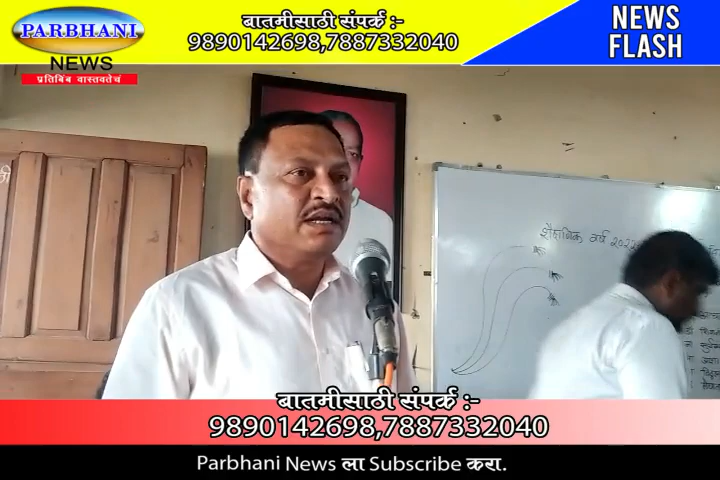 PARBHANI
NEWS
प्रतिबिंब वास्तवतेचं
बातमीसाठी संपर्क :-
9890142698,7887332040
NEWS
FLASH
शैक्षणिक वर्ष
बातमीसाठी संपर्क :-
9890142698,7887332040
Parbhani News ला Subscribe करा.